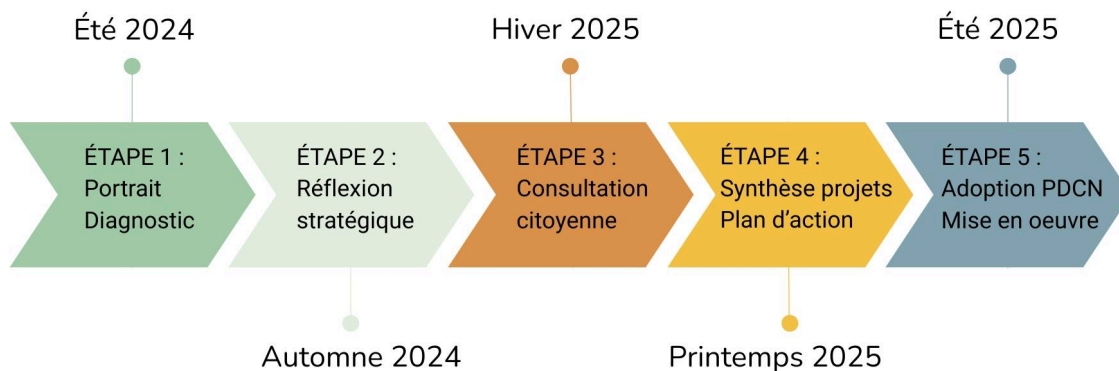 Été 2024
Hiver 2025
Été 2025
ÉTAPE 1 :
Portrait
Diagnostic
ÉTAPE 2 :
Réflexion
stratégique
ÉTAPE 3 :
Consultation
citoyenne
ÉTAPE 4 :
Synthèse projets
Plan d’action
ÉTAPE 5 :
Adoption PDCN
Mise en oeuvre
Automne 2024
Printemps 2025